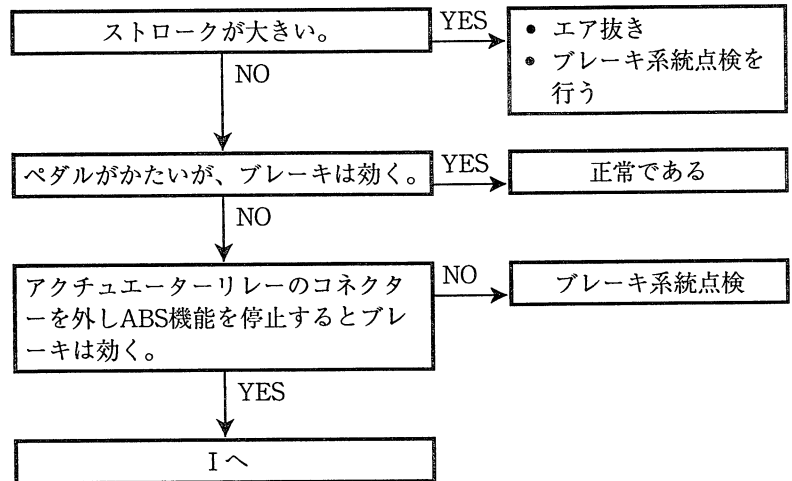 ストロークが大きい。
YES
• エア抜き
• ブレーキ系統点検を
行う
NO
ペダルがかたいが、ブレーキは効く。
YES
正常である
NO
アクチュエーターリレーのコネクタ
ーを外しABS機能を停止するとブレ
ーキは効く。
NO
ブレーキ系統点検
YES
Iへ